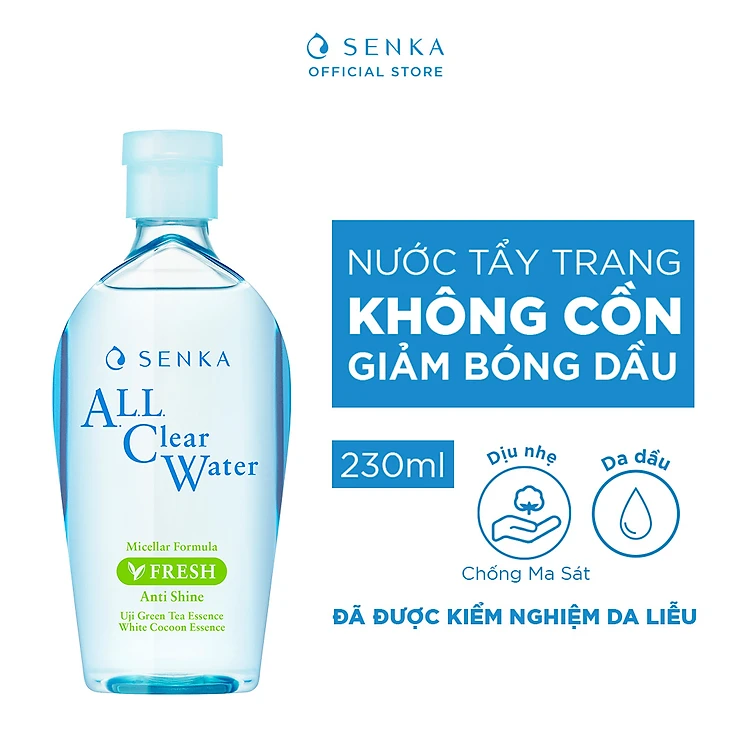 SENKA
OFFICIAL STORE
SENKA
A.L.L.
Clear
Water
Micellar Formula
FRESH
Anti Shine
Uji Green Tea Essence
White Cocoon Essence
NƯỚC TẨY TRANG
KHÔNG CỒN
GIẢM BÓNG DẦU
230ml
Dịu nhẹ
Chống Ma Sát
Da dầu
ĐÃ ĐƯỢC KIỂM NGHIỆM DA LIỄU